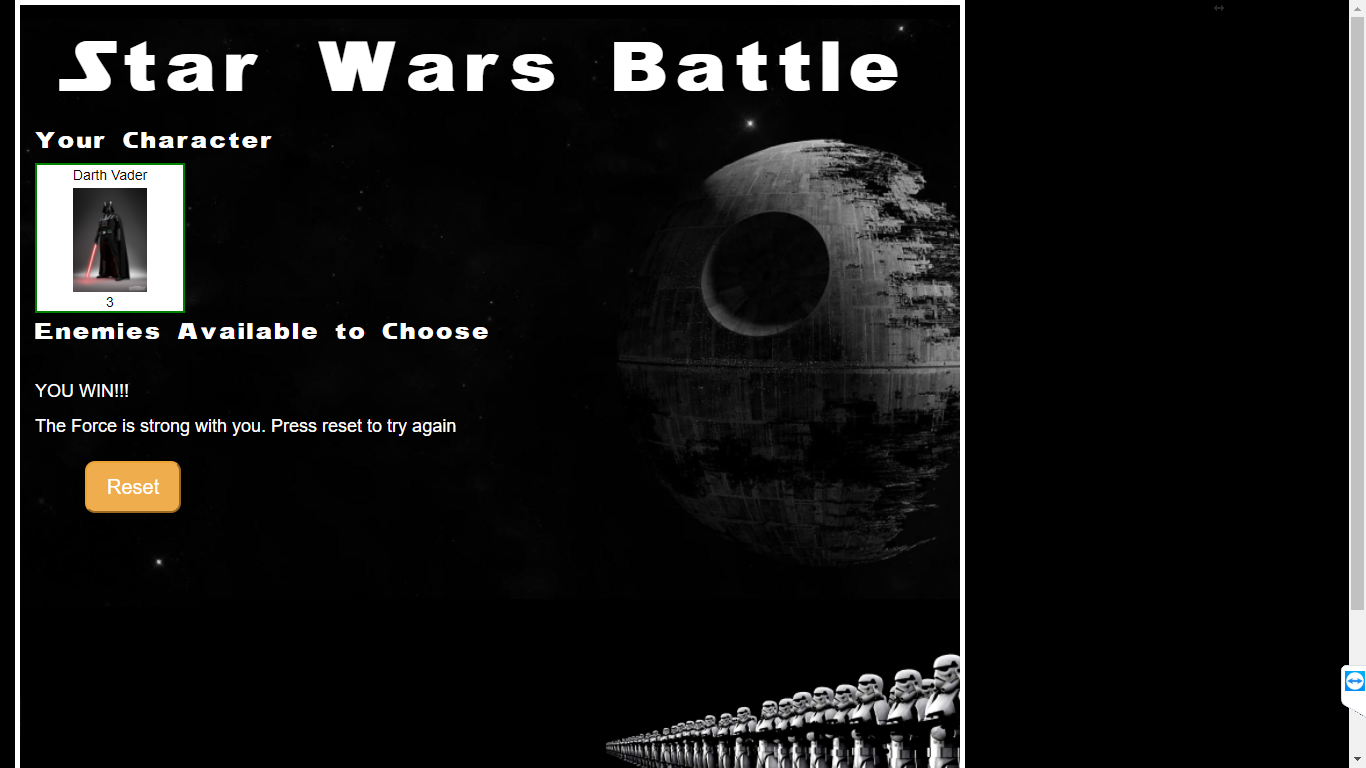 Star Wars Battle
Your Character
Darth Vader
3
Enemies Available to Choose
YOU WIN!!!
The Force is strong with you. Press reset to try again
Reset